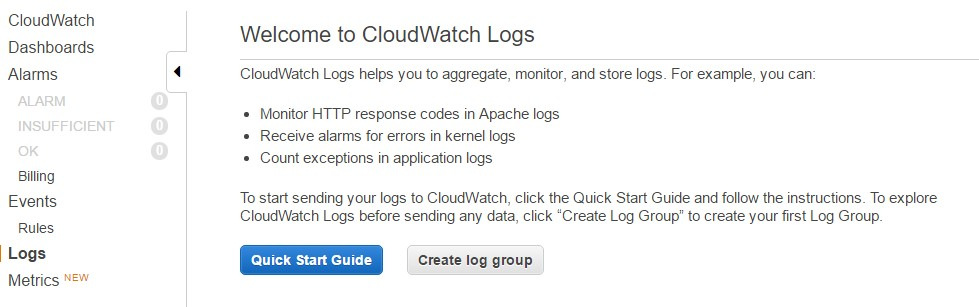 CloudWatch
Dashboards
Alarms
ALARM 0
INSUFFICIENT 0
OK 0
Billing
Events
Rules
Logs
Metrics NEW
Welcome to CloudWatch Logs
CloudWatch Logs helps you to aggregate, monitor, and store logs. For example, you can:
• Monitor HTTP response codes in Apache logs
• Receive alarms for errors in kernel logs
• Count exceptions in application logs
To start sending your logs to CloudWatch, click the Quick Start Guide and follow the instructions. To explore
CloudWatch Logs before sending any data, click “Create Log Group” to create your first Log Group.
Quick Start Guide
Create log group